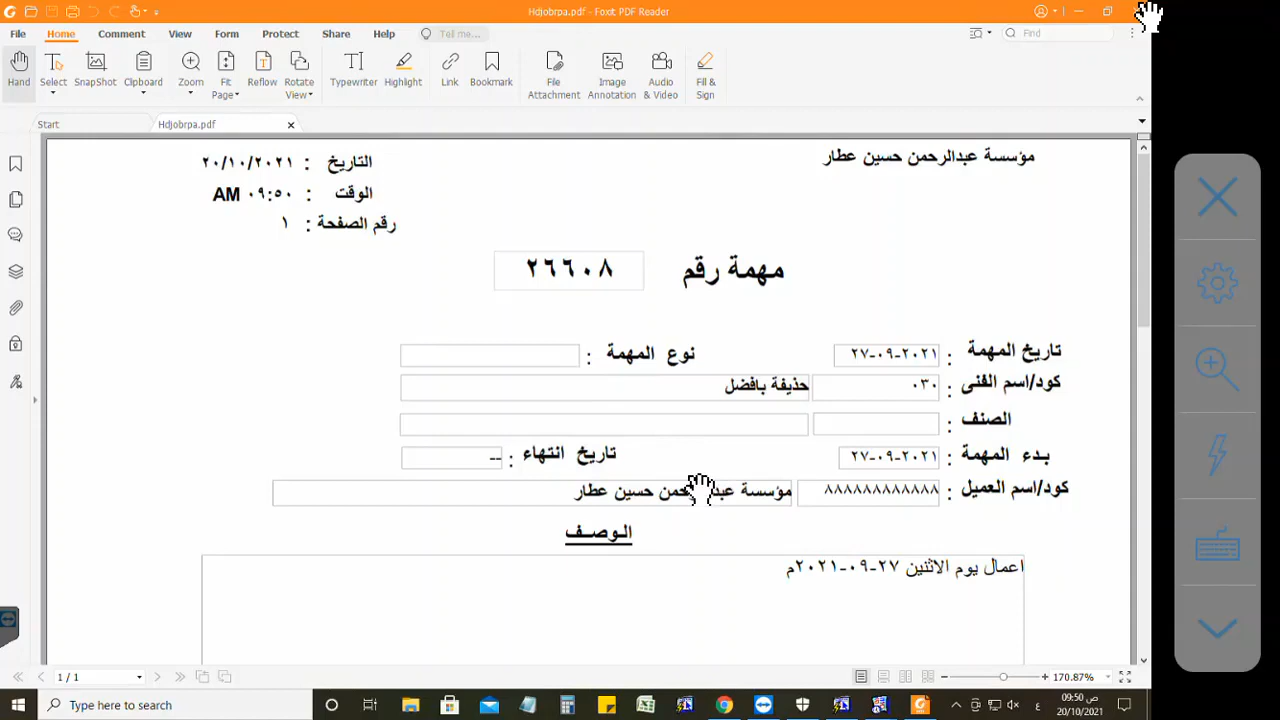 Hdjobrpa.pdf - Foxit PDF Reader
File Home Comment View Form Protect Share Help Tell me... Find
Hand Select SnapShot Clipboard Zoom Fit Page Reflow Rotate View Typewriter Highlight Link Bookmark File Attachment Image Annotation Audio & Video Fill & Sign
Start Hdjobrpa.pdf
مؤسسة عبدالرحمن حسين عطار
التاريخ : ٢٠/١٠/٢٠٢١
الوقت : ٠٩:٥٠ AM
رقم الصفحة : ١
مهمة رقم ٢٦٦٠٨
تاريخ المهمة : ٢٧-٠٩-٢٠٢١ نوع المهمة :
كود/اسم الفنى : ٠٣٠ حذيفة بافضل
الصنف :
بدء المهمة : ٢٧-٠٩-٢٠٢١ تاريخ انتهاء : --
كود/اسم العميل : ٨٨٨٨٨٨٨٨٨٨٨٨ مؤسسة عبدالرحمن حسين عطار
الـوصـف
اعمال يوم الاثنين ٢٧-٠٩-٢٠٢١م
1 / 1 170.87%
Type here to search ع 09:50 ص
20/10/2021